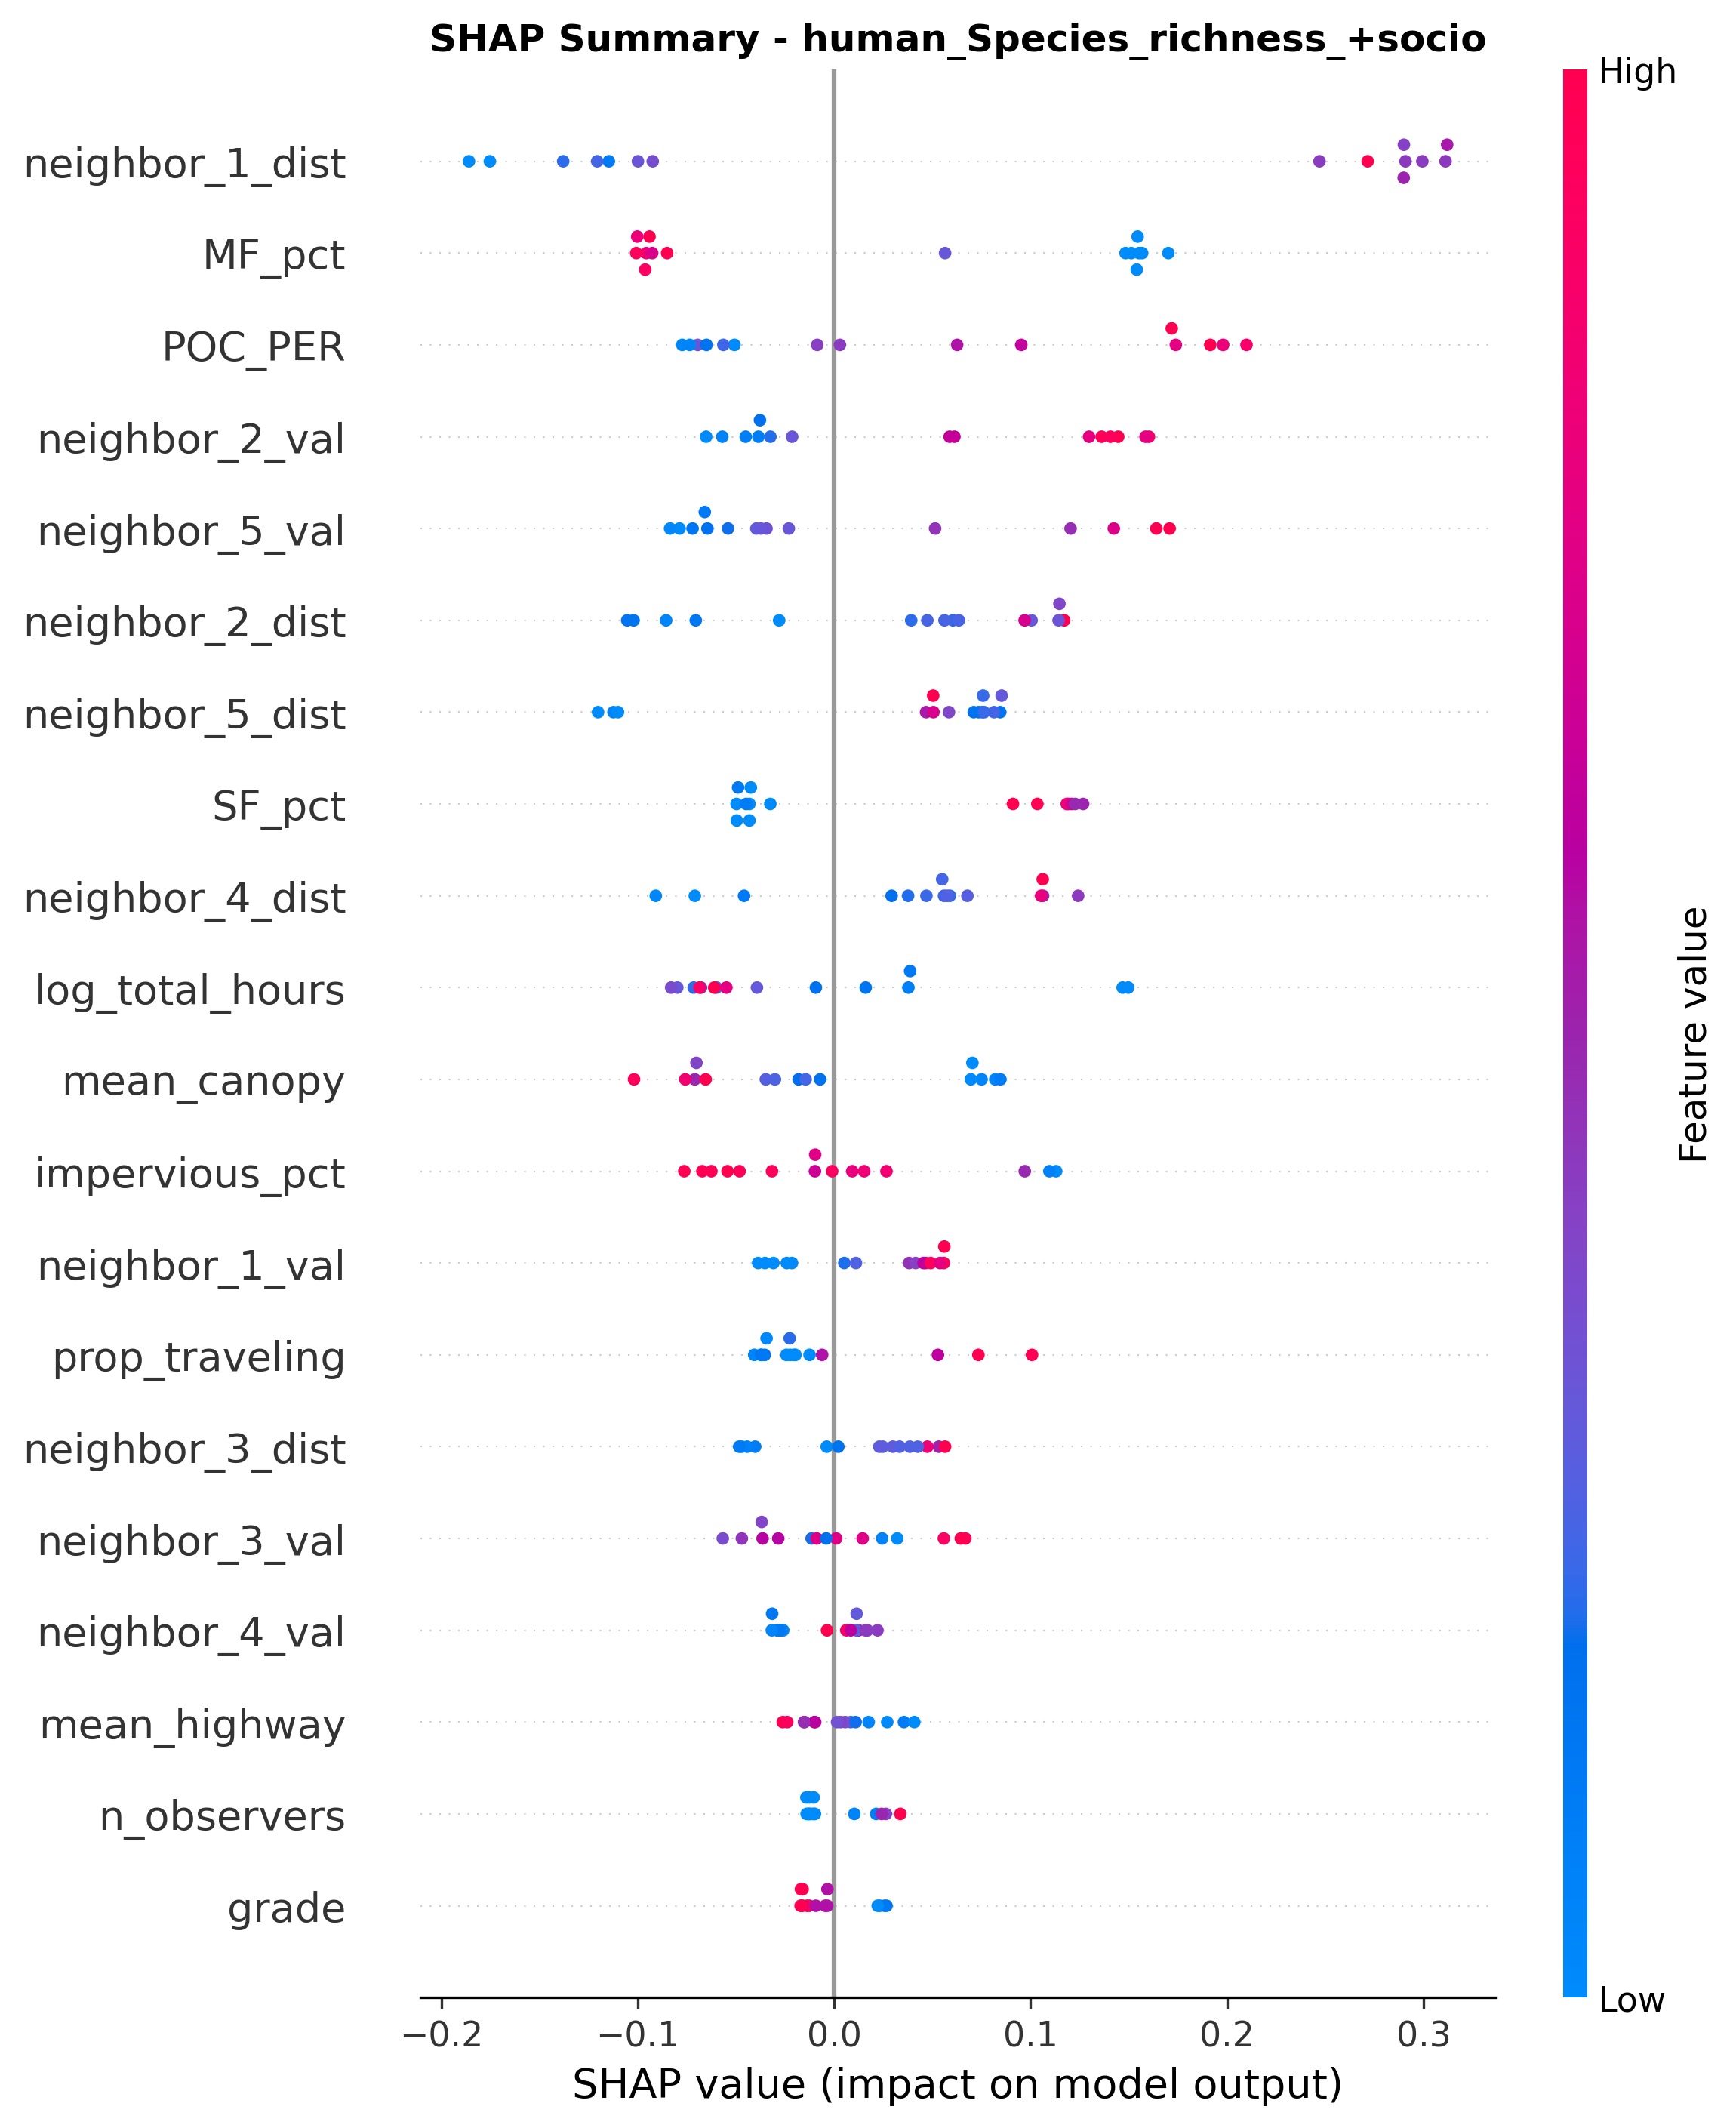 SHAP Summary - human_Species_richness_+socio
High
neighbor_1_dist
MF_pct
POC_PER
neighbor_2_val
neighbor_5_val
neighbor_2_dist
neighbor_5_dist
SF_pct
neighbor_4_dist
log_total_hours
mean_canopy
impervious_pct
neighbor_1_val
prop_traveling
neighbor_3_dist
neighbor_3_val
neighbor_4_val
mean_highway
n_observers
grade
Feature value
Low
−0.2 −0.1 0.0 0.1 0.2 0.3
SHAP value (impact on model output)